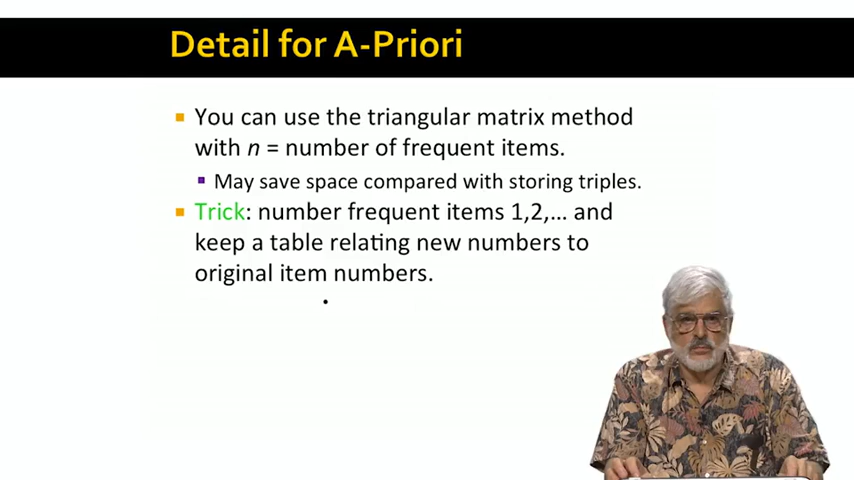 Detail for A-Priori
You can use the triangular matrix method
with n = number of frequent items.
May save space compared with storing triples.
Trick: number frequent items 1,2,... and
keep a table relating new numbers to
original item numbers.